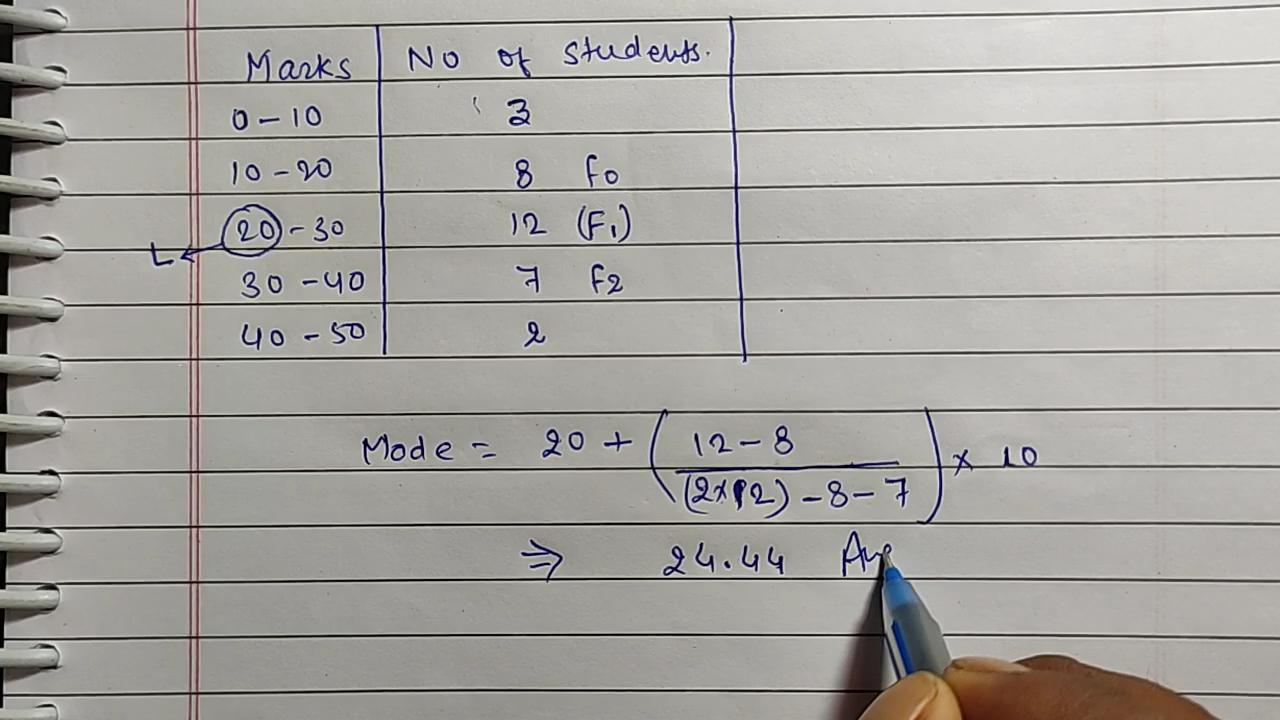 Marks No of students.
0-10 3
10-20 8 f0
20-30 12 (F1)
L
30-40 7 f2
40-50 2
Mode = 20 + ( 12-8 / (2×12) -8-7 ) × 10
⇒ 24.44 Ans